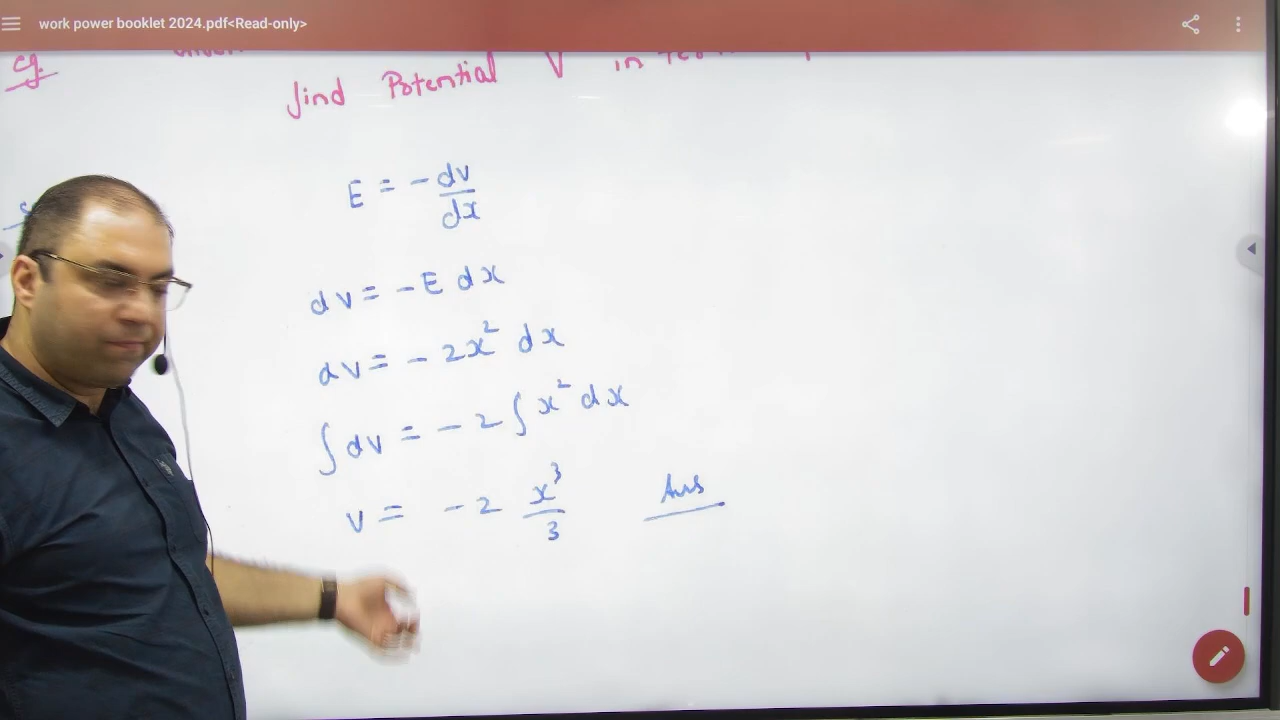 work power booklet 2024.pdf<Read-only>
eg.
find Potential V in
E = - dv/dx
dv = - E dx
dv = - 2x² dx
∫ dv = - 2 ∫ x² dx
v = - 2 x³/3 Ans